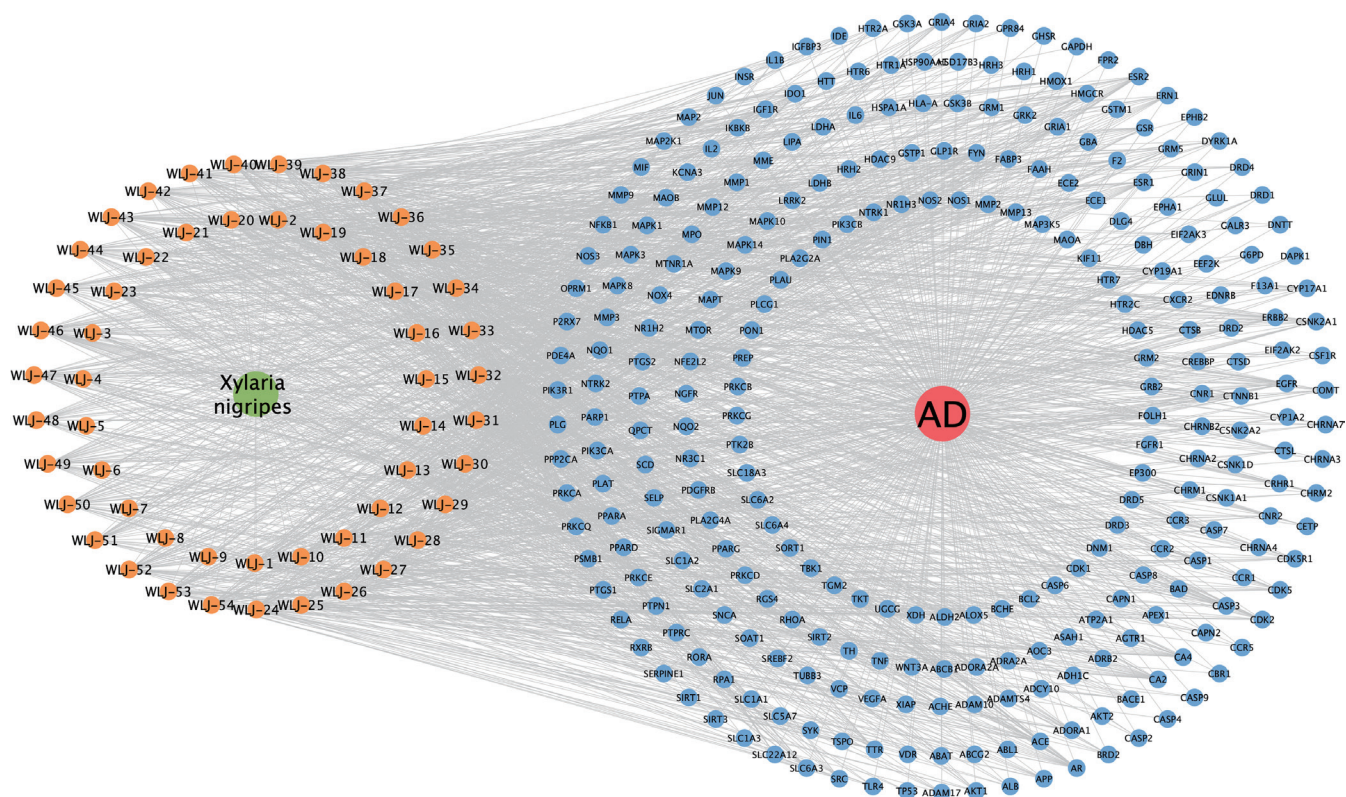 WLJ-40
WLJ-39
WLJ-41
WLJ-38
WLJ-42
WLJ-37
WLJ-43
WLJ-20
WLJ-2
WLJ-36
WLJ-21
WLJ-19
WLJ-44
WLJ-22
WLJ-18
WLJ-35
WLJ-45
WLJ-23
WLJ-17
WLJ-34
WLJ-46
WLJ-3
WLJ-16
WLJ-33
WLJ-47
WLJ-4
WLJ-15
WLJ-32
Xylaria
nigripes
WLJ-48
WLJ-5
WLJ-14
WLJ-31
WLJ-49
WLJ-6
WLJ-13
WLJ-30
WLJ-50
WLJ-7
WLJ-12
WLJ-29
WLJ-51
WLJ-8
WLJ-11
WLJ-28
WLJ-9
WLJ-1
WLJ-10
WLJ-52
WLJ-27
WLJ-53
WLJ-26
WLJ-54
WLJ-24
WLJ-25
AD
GSK3A
GRIA4
GRIA2
GPR84
GHSR
GAPDH
FPR2
ESR2
ERN1
EPHB2
DYRK1A
DRD4
DRD1
DNTT
DAPK1
CYP17A1
CSNK2A1
CSF1R
COMT
CHRNA7
CHRNA3
CHRM2
CETP
CDK5R1
CDK5
CDK2
CCR5
CBR1
CASP9
CASP4
CASP2
BRD2
AR
APP
ALB
AKT1
ADAM17
TP53
TLR4
SRC
SLC6A3
SLC22A12
SLC1A3
SIRT3
SIRT1
SERPINE1
RXRB
RELA
PTGS1
PSMB1
PRKCQ
PRKCA
PPP2CA
PLG
PIK3R1
PDE4A
P2RX7
OPRM1
NOS3
NFKB1
MMP9
MIF
MAP2K1
MAP2
JUN
INSR
IL1B
IGFBP3
IDE
HTR2A
HTR1A
HSP90AA1
HSD17B3
HRH3
HRH1
HMOX1
HMGCR
GSTM1
GSR
GRM5
GRIN1
GLUL
GALR3
G6PD
F13A1
ERBB2
EIF2AK2
EGFR
CYP1A2
CTSL
CRHR1
CNR2
CHRNA4
CCR1
CASP3
CAPN2
CA4
CA2
BACE1
AKT2
ADORA1
ACE
ABL1
ABCG2
ABAT
VDR
TTR
TSPO
SYK
SLC5A7
SLC1A1
RPA1
RORA
PTPRC
PTPN1
PRKCE
PPARD
PPARA
PLAT
PIK3CA
PARP1
NTRK2
NQO1
MMP3
MAPK8
MAPK3
MAPK1
MAOB
KCNA3
IL2
IKBKB
IGF1R
IDO1
HTT
HTR6
IL6
HSPA1A
HLA-A
GSK3B
GRM1
GRK2
GRIA1
GBA
F2
ESR1
EPHA1
EIF2AK3
EEF2K
EDNRB
DRD2
CTSD
CTNNB1
CSNK2A2
CSNK1D
CSNK1A1
CASP7
CASP1
BAD
APEX1
AGTR1
ADRB2
ADH1C
ADCY10
ADAMTS4
ADAM10
ACHE
XIAP
VEGFA
VCP
TUBB3
SREBF2
SOAT1
SNCA
SLC2A1
SLC1A2
SIGMAR1
SELP
SCD
QPCT
PTPA
PTGS2
NR1H2
NOX4
MTNR1A
MPO
MMP12
MMP1
MME
LIPA
LDHA
LDHB
HRH2
HDAC9
GSTP1
GLP1R
FYN
FABP3
FAAH
ECE2
ECE1
DLG4
DBH
CYP19A1
CXCR2
CTSB
CREBBP
CNR1
CHRNB2
CHRNA2
CHRM1
CCR3
CCR2
CASP8
CAPN1
ATP2A1
ASAH1
AOC3
ADRA2A
ADORA2A
ABCB1
WNT3A
TNF
TH
SIRT2
RHOA
RGS4
PRKCD
PPARG
PLA2G4A
PDGFRB
NR3C1
NQO2
NGFR
NFE2L2
MTOR
MAPT
MAPK9
MAPK14
MAPK10
LRRK2
PIK3CB
NTRK1
NR1H3
NOS2
NOS1
MMP2
MMP13
MAP3K5
MAOA
KIF11
HTR7
HTR2C
HDAC5
GRM2
GRB2
FOLH1
FGFR1
EP300
DRD5
DRD3
DNM1
CDK1
CASP6
BCL2
BCHE
ALOX5
ALDH2
XDH
UGCG
TKT
TGM2
TBK1
SORT1
SLC6A4
SLC6A2
SLC18A3
PTK2B
PRKCG
PRKCB
PREP
PON1
PLCG1
PLAU
PLA2G2A
PIN1